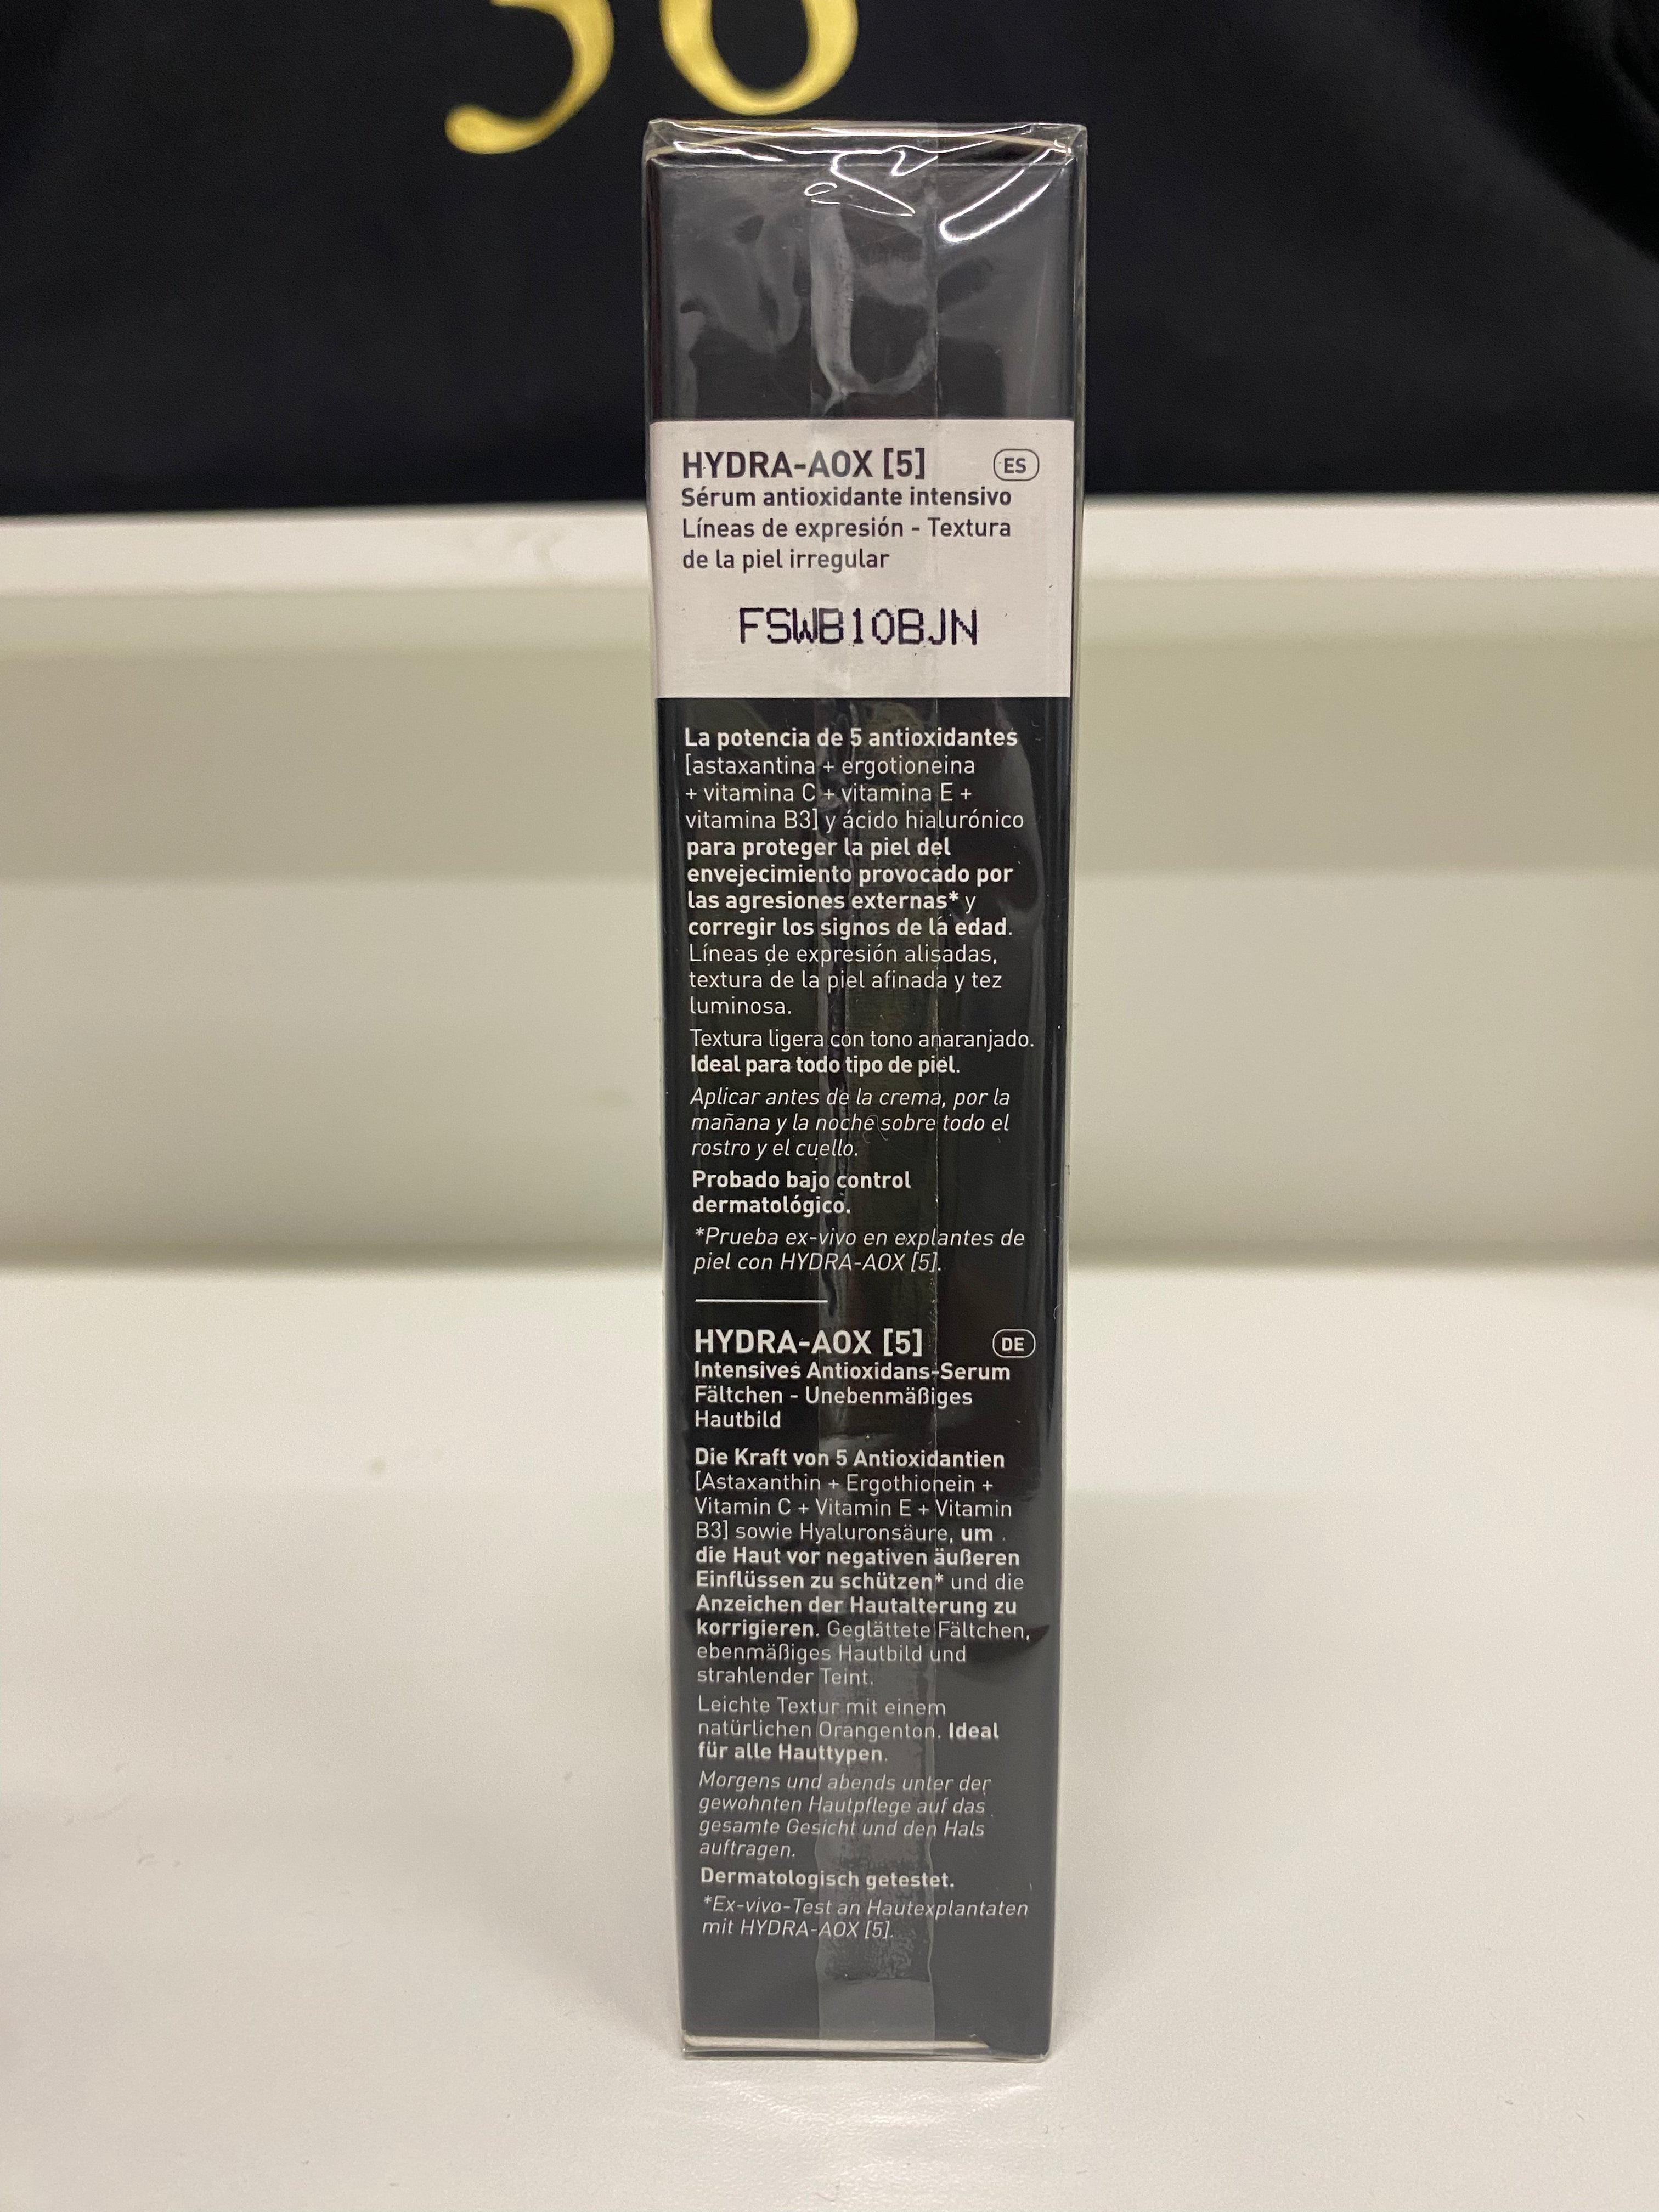 36
HYDRA-AOX [5] ES
Sérum antioxidante intensivo
Líneas de expresión - Textura
de la piel irregular
FSWB10BJN
La potencia de 5 antioxidantes
[astaxantina + ergotioneina
+ vitamina C + vitamina E +
vitamina B3] y ácido hialurónico
para proteger la piel del
envejecimiento provocado por
las agresiones externas* y
corregir los signos de la edad.
Líneas de expresión alisadas,
textura de la piel afinada y tez
luminosa.
Textura ligera con tono anaranjado.
Ideal para todo tipo de piel.
Aplicar antes de la crema, por la
mañana y la noche sobre todo el
rostro y el cuello.
Probado bajo control
dermatológico.
*Prueba ex-vivo en explantes de
piel con HYDRA-AOX [5].
HYDRA-AOX [5] DE
Intensives Antioxidans-Serum
Fältchen - Unebenmäßiges
Hautbild
Die Kraft von 5 Antioxidantien
[Astaxanthin + Ergothionein +
Vitamin C + Vitamin E + Vitamin
B3] sowie Hyaluronsäure, um
die Haut vor negativen äußeren
Einflüssen zu schützen* und die
Anzeichen der Hautalterung zu
korrigieren. Geglättete Fältchen,
ebenmäßiges Hautbild und
strahlender Teint.
Leichte Textur mit einem
natürlichen Orangenton. Ideal
für alle Hauttypen.
Morgens und abends unter der
gewohnten Hautpflege auf das
gesamte Gesicht und den Hals
auftragen.
Dermatologisch getestet.
*Ex-vivo-Test an Hautexplantaten
mit HYDRA-AOX [5].